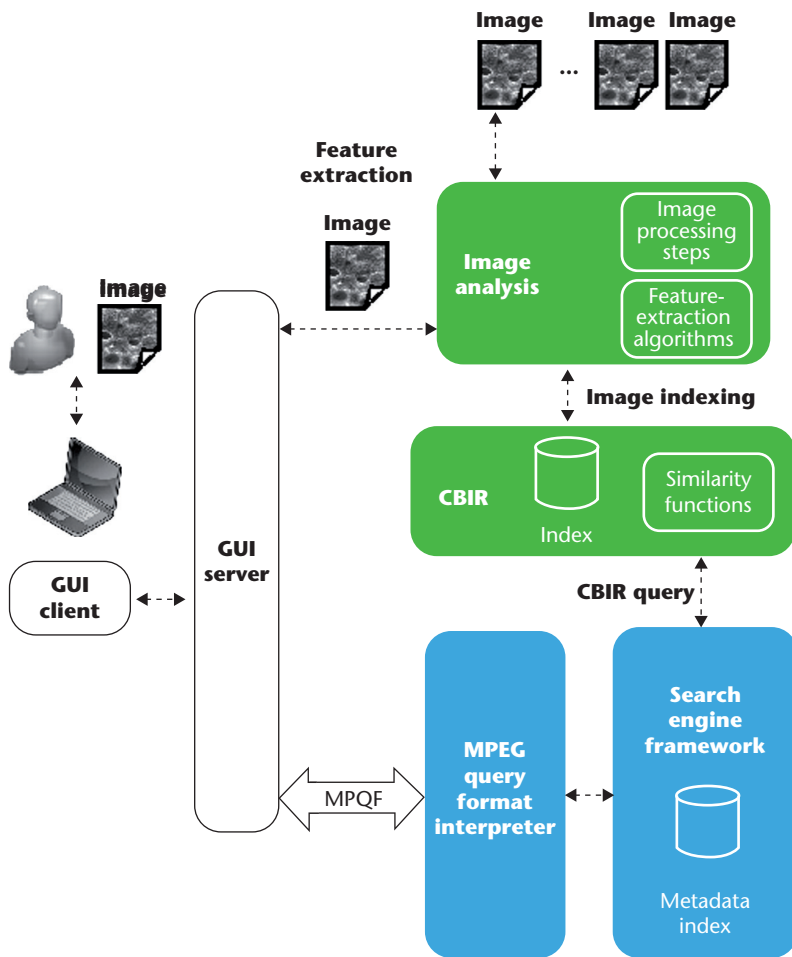 Image
Image
Image
...
Feature
extraction
Image
Image
Image
analysis
Image
processing
steps
Feature-
extraction
algorithms
Image indexing
CBIR
Index
Similarity
functions
GUI
server
GUI
client
CBIR query
MPQF
MPEG
query
format
interpreter
Search
engine
framework
Metadata
index